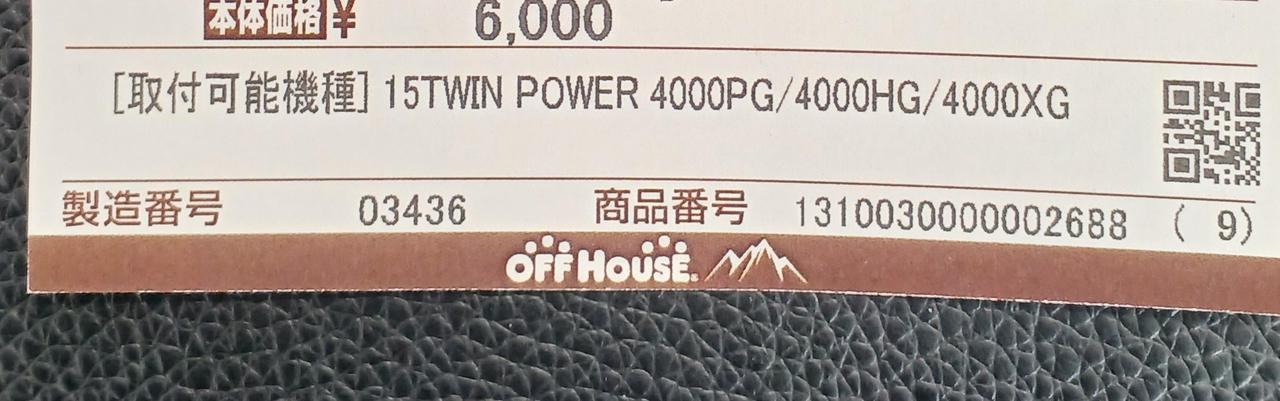 本体価格 ¥ 6,000
[取付可能機種] 15TWIN POWER 4000PG/4000HG/4000XG
製造番号 03436 商品番号 1310030000002688 ( 9)
OFF HOUSE.